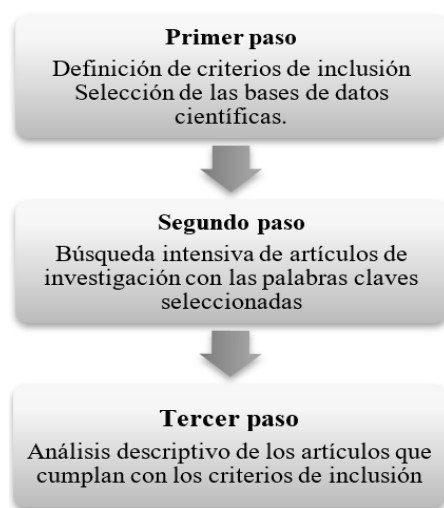 Primer paso
Definición de criterios de inclusión
Selección de las bases de datos
científicas.
Segundo paso
Búsqueda intensiva de artículos de
investigación con las palabras claves
seleccionadas
Tercer paso
Análisis descriptivo de los artículos que
cumplan con los criterios de inclusión